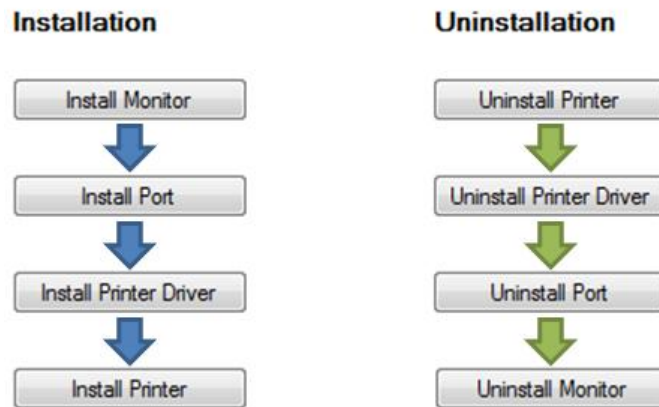 Installation
Install Monitor
Install Port
Install Printer Driver
Install Printer
Uninstallation
Uninstall Printer
Uninstall Printer Driver
Uninstall Port
Uninstall Monitor